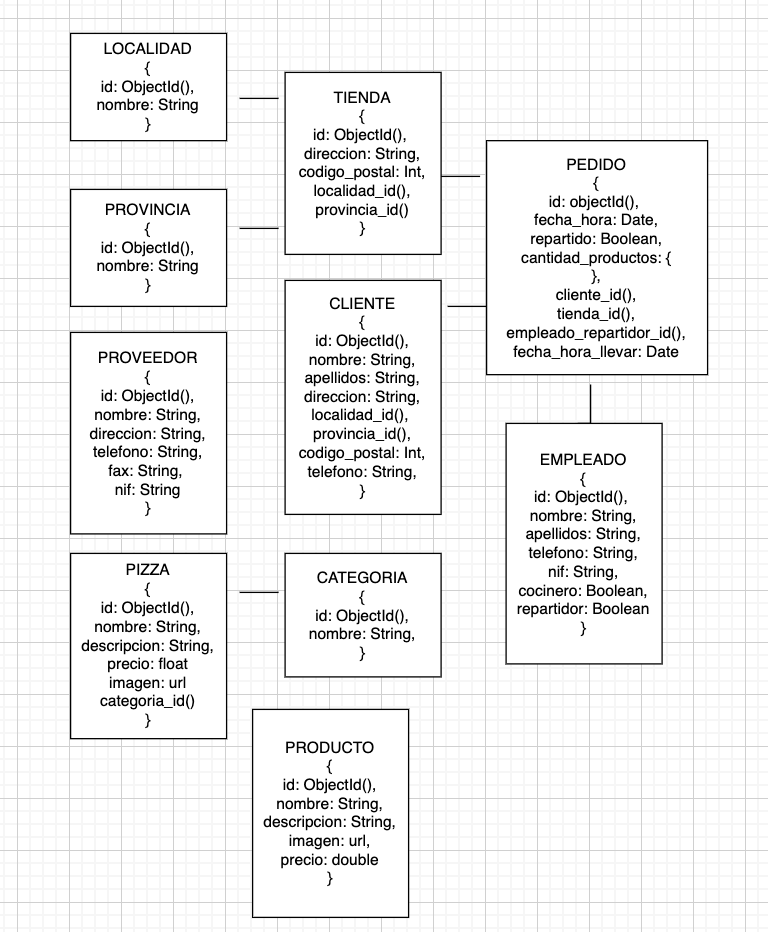 LOCALIDAD
{
id: ObjectId(),
nombre: String
}
TIENDA
{
id: ObjectId(),
direccion: String,
codigo_postal: Int,
localidad_id(),
provincia_id()
}
PEDIDO
{
id: objectId(),
fecha_hora: Date,
repartido: Boolean,
cantidad_productos: {
},
cliente_id(),
tienda_id(),
empleado_repartidor_id(),
fecha_hora_llevar: Date
PROVINCIA
{
id: ObjectId(),
nombre: String
}
CLIENTE
{
id: ObjectId(),
nombre: String,
apellidos: String,
direccion: String,
localidad_id(),
provincia_id(),
codigo_postal: Int,
telefono: String,
}
PROVEEDOR
{
id: ObjectId(),
nombre: String,
direccion: String,
telefono: String,
fax: String,
nif: String
}
EMPLEADO
{
id: ObjectId(),
nombre: String,
apellidos: String,
telefono: String,
nif: String,
cocinero: Boolean,
repartidor: Boolean
}
PIZZA
{
id: ObjectId(),
nombre: String,
descripcion: String,
precio: float
imagen: url
categoria_id()
}
CATEGORIA
{
id: ObjectId(),
nombre: String,
}
PRODUCTO
{
id: ObjectId(),
nombre: String,
descripcion: String,
imagen: url,
precio: double
}